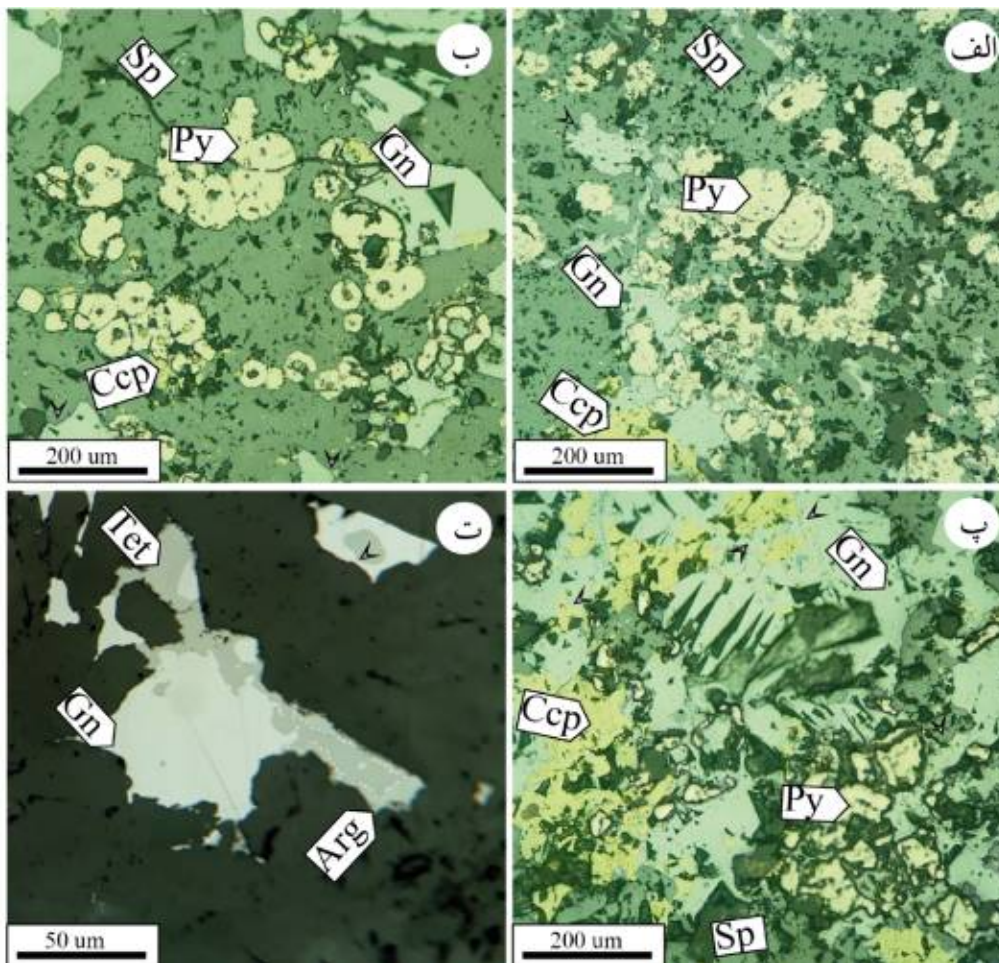 الف
Sp
Py
Gn
Ccp
200 um
ب
Sp
Py
Gn
Ccp
200 um
پ
Gn
Ccp
Py
Sp
200 um
ت
Tet
Gn
Arg
50 um